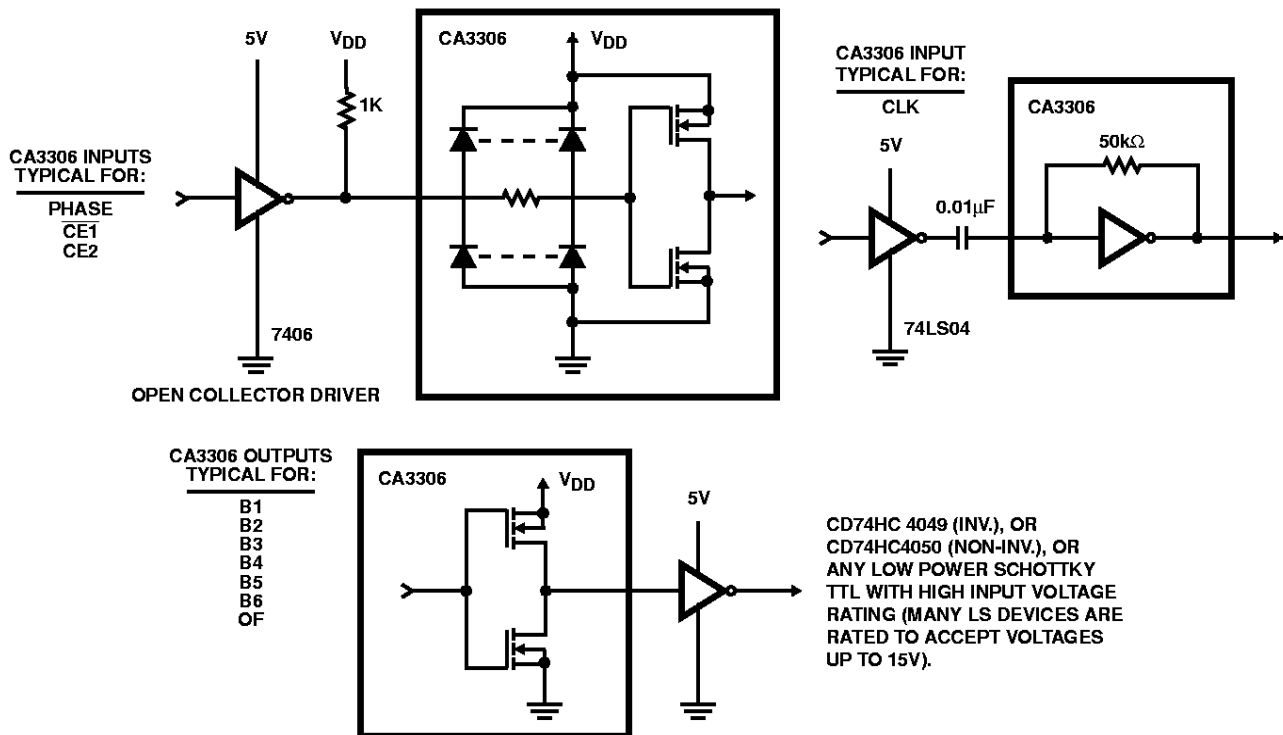 CA3306 INPUTS
TYPICAL FOR:
PHASE
CE1
CE2
5V
VDD
1K
7406
OPEN COLLECTOR DRIVER
CA3306
VDD
CA3306 INPUT
TYPICAL FOR:
CLK
5V
0.01µF
74LS04
CA3306
50kΩ
CA3306 OUTPUTS
TYPICAL FOR:
B1
B2
B3
B4
B5
B6
OF
CA3306
VDD
5V
CD74HC 4049 (INV.), OR
CD74HC4050 (NON-INV.), OR
ANY LOW POWER SCHOTTKY
TTL WITH HIGH INPUT VOLTAGE
RATING (MANY LS DEVICES ARE
RATED TO ACCEPT VOLTAGES
UP TO 15V).